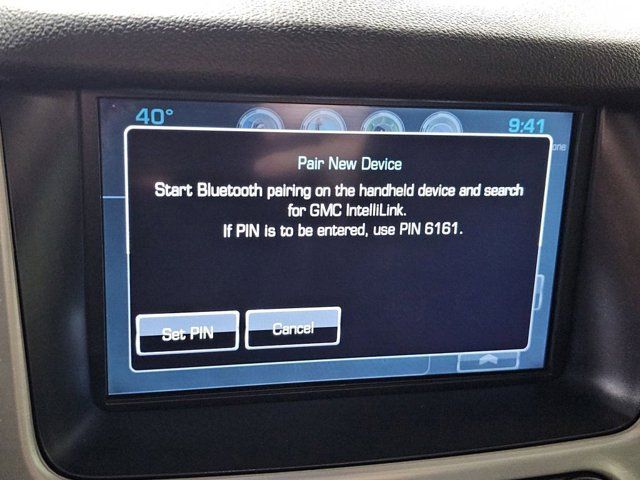 40°
9:41
one
Pair New Device
Start Bluetooth pairing on the handheld device and search
for GMC IntelliLink.
If PIN is to be entered, use PIN 6161.
Set PIN
Cancel